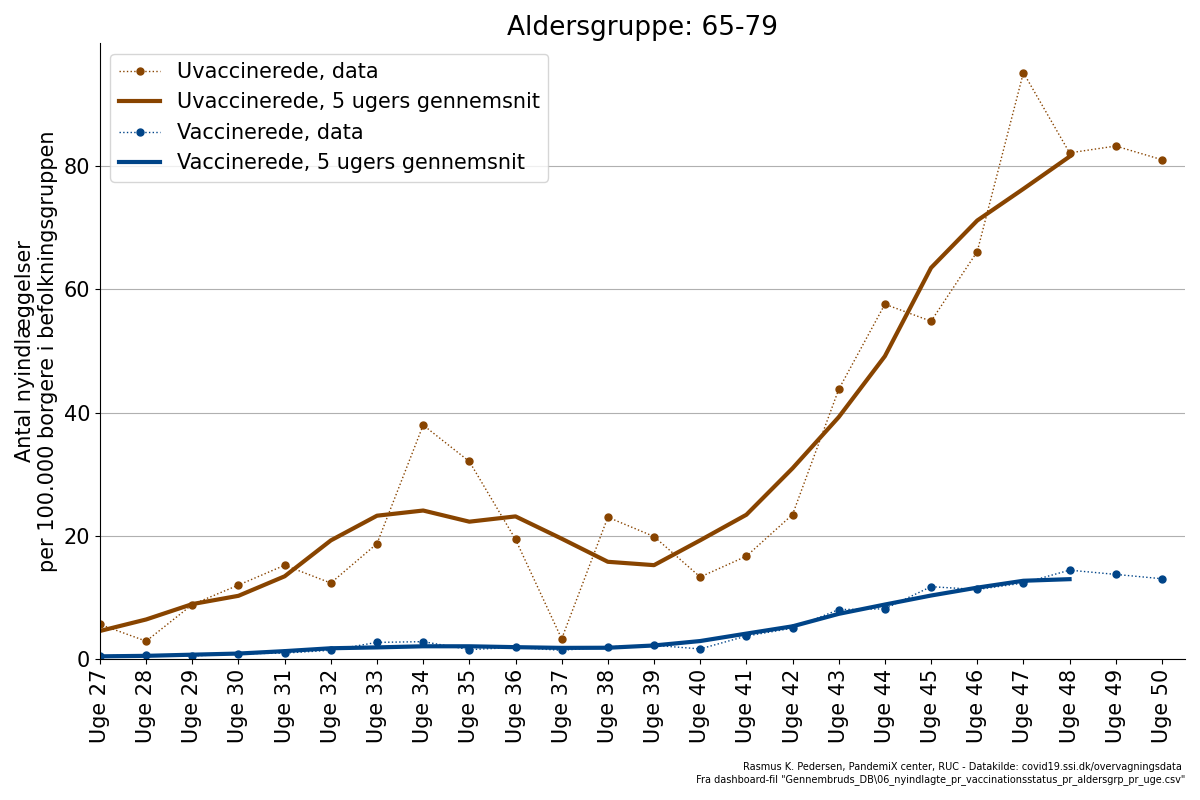 Aldersgruppe: 65-79
Uvaccinerede, data
Uvaccinerede, 5 ugers gennemsnit
Vaccinerede, data
Vaccinerede, 5 ugers gennemsnit
Antal nyindlæggelser
per 100.000 borgere i befolkningsgruppen
80
60
40
20
0
Uge 27
Uge 28
Uge 29
Uge 30
Uge 31
Uge 32
Uge 33
Uge 34
Uge 35
Uge 36
Uge 37
Uge 38
Uge 39
Uge 40
Uge 41
Uge 42
Uge 43
Uge 44
Uge 45
Uge 46
Uge 47
Uge 48
Uge 49
Uge 50
Rasmus K. Pedersen, PandemiX center, RUC - Datakilde: covid19.ssi.dk/overvagningsdata
Fra dashboard-fil "Gennembruds_DB\06_nyindlagte_pr_vaccinationsstatus_pr_aldersgrp_pr_uge.csv"